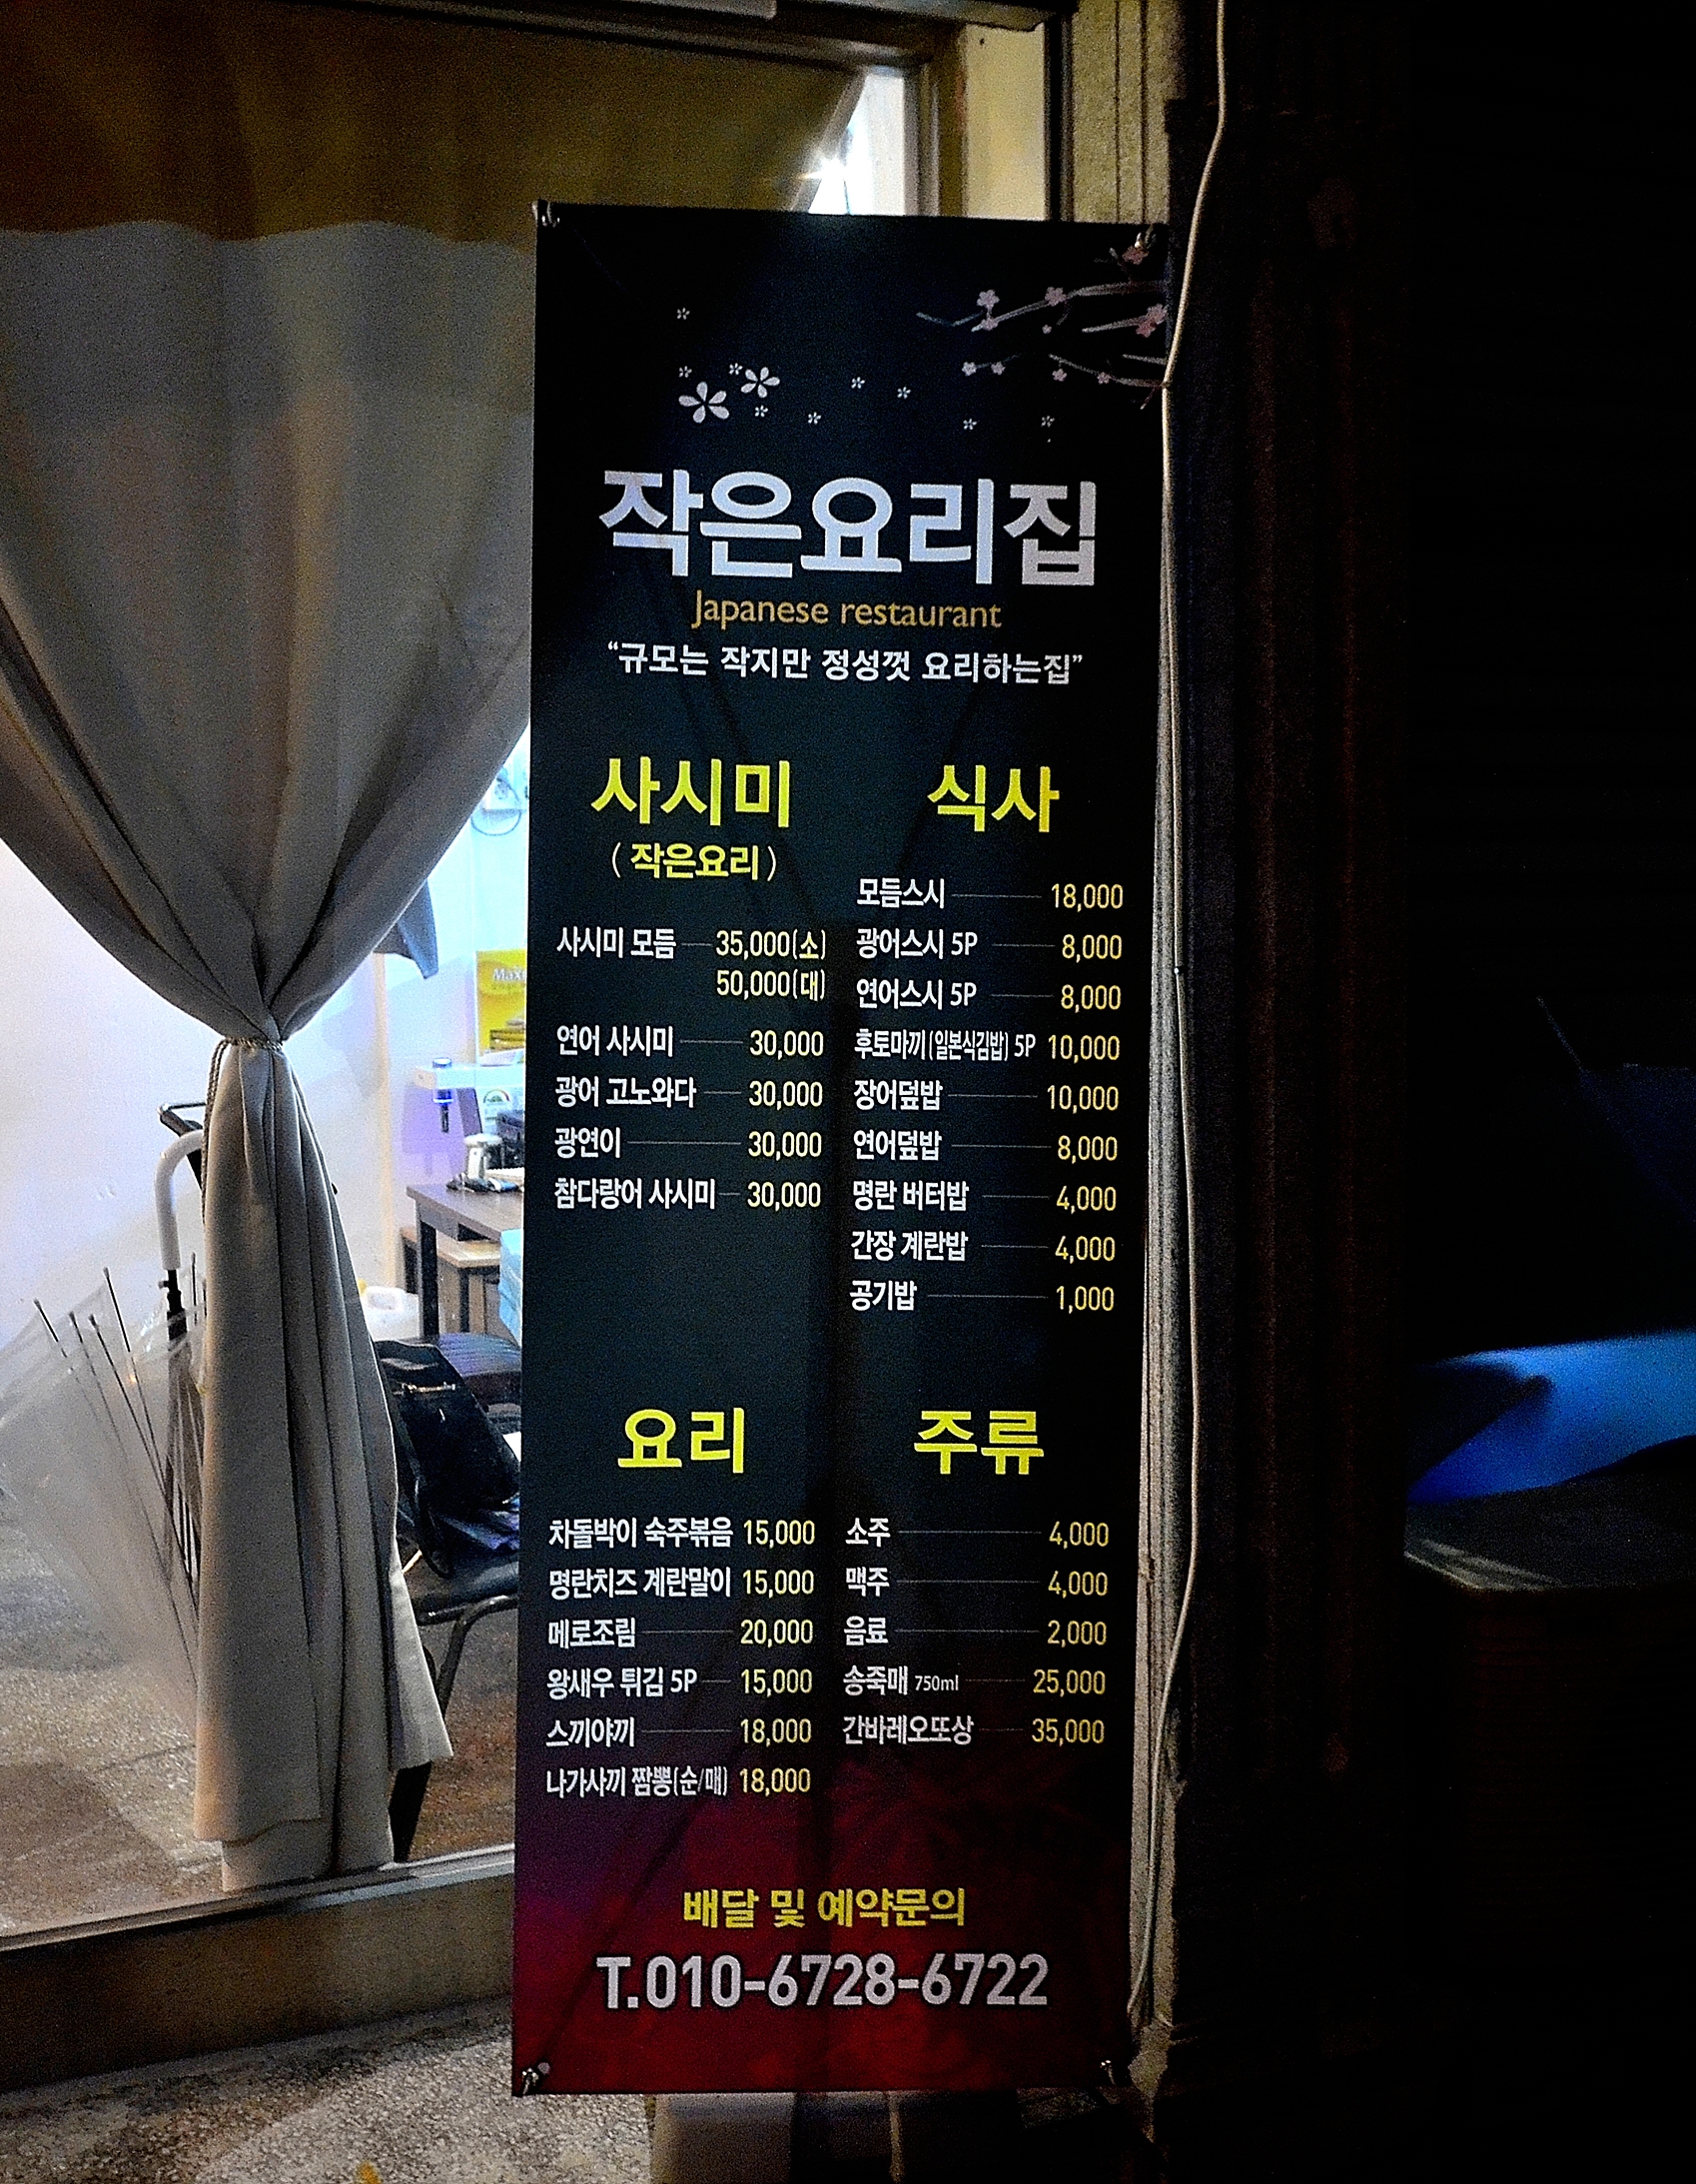 작은요리집
Japanese restaurant
“규모는 작지만 정성껏 요리하는집”
사시미
( 작은요리 )
사시미 모듬 35,000(소)
50,000(대)
연어 사시미 30,000
광어 고노와다 30,000
광연이 30,000
참다랑어 사시미 30,000
식사
모듬스시 18,000
광어스시 5P 8,000
연어스시 5P 8,000
후토마끼(일본식김밥) 5P 10,000
장어덮밥 10,000
연어덮밥 8,000
명란 버터밥 4,000
간장 계란밥 4,000
공기밥 1,000
요리
차돌박이 숙주볶음 15,000
명란치즈 계란말이 15,000
메로조림 20,000
왕새우 튀김 5P 15,000
스끼야끼 18,000
나가사끼 짬뽕(순/매) 18,000
주류
소주 4,000
맥주 4,000
음료 2,000
송죽매 750ml 25,000
간바레오또상 35,000
배달 및 예약문의
T.010-6728-6722